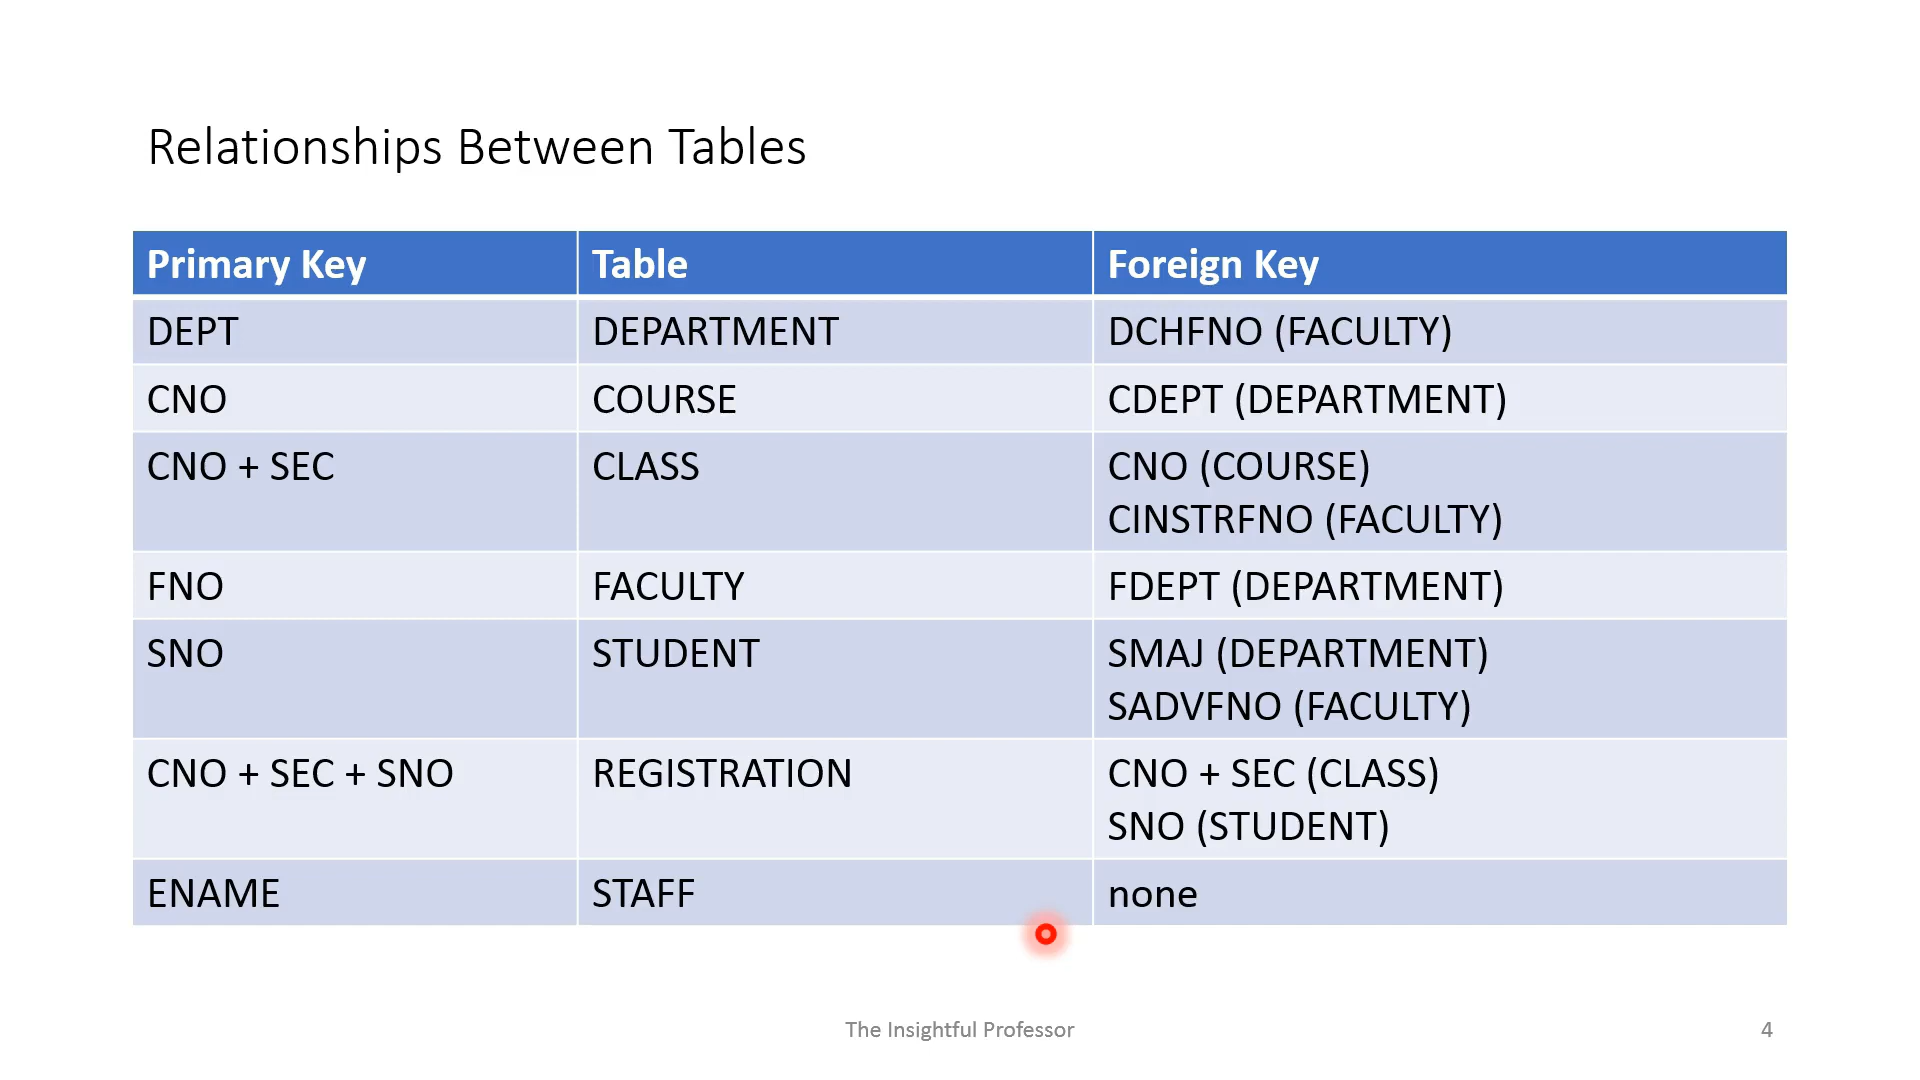 Relationships Between Tables
Primary Key Table Foreign Key
DEPT DEPARTMENT DCHFNO (FACULTY)
CNO COURSE CDEPT (DEPARTMENT)
CNO + SEC CLASS CNO (COURSE)
CINSTRFNO (FACULTY)
FNO FACULTY FDEPT (DEPARTMENT)
SNO STUDENT SMAJ (DEPARTMENT)
SADVFNO (FACULTY)
CNO + SEC + SNO REGISTRATION CNO + SEC (CLASS)
SNO (STUDENT)
ENAME STAFF none
The Insightful Professor 4